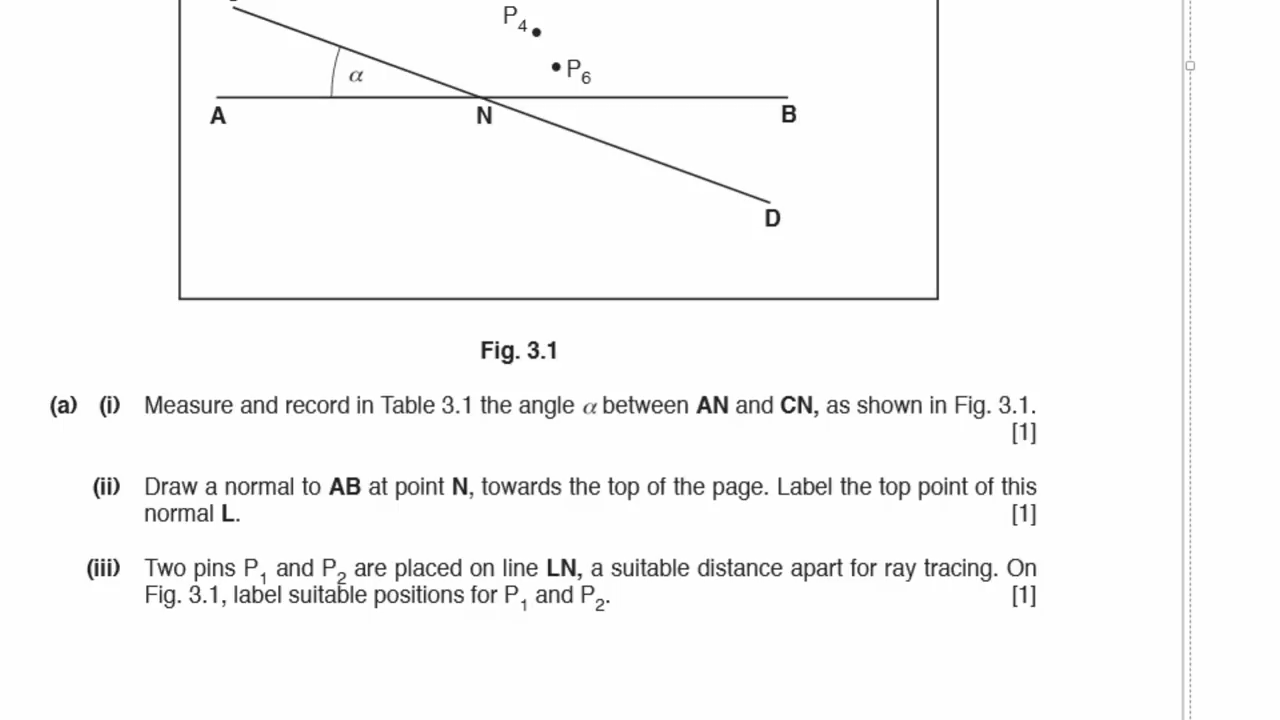 P4
α
P6
A
N
B
D
Fig. 3.1
(a) (i) Measure and record in Table 3.1 the angle α between AN and CN, as shown in Fig. 3.1.
[1]
(ii) Draw a normal to AB at point N, towards the top of the page. Label the top point of this
normal L. [1]
(iii) Two pins P1 and P2 are placed on line LN, a suitable distance apart for ray tracing. On
Fig. 3.1, label suitable positions for P1 and P2. [1]